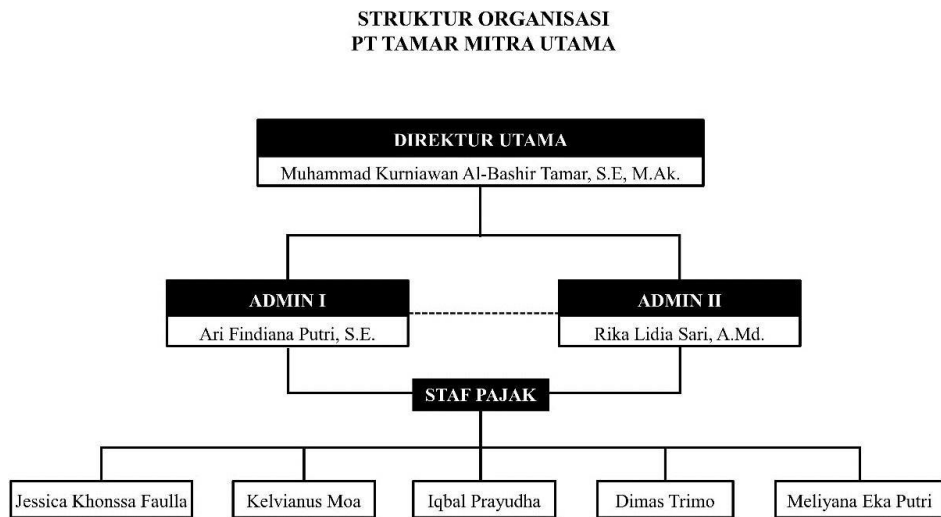 STRUKTUR ORGANISASI
PT TAMAR MITRA UTAMA
DIREKTUR UTAMA
Muhammad Kurniawan Al-Bashir Tamar, S.E, M.Ak.
ADMIN I
Ari Findiana Putri, S.E.
ADMIN II
Rika Lidia Sari, A.Md.
STAF PAJAK
Jessica Khonssa Faulla
Kelvianus Moa
Iqbal Prayudha
Dimas Trimo
Meliyana Eka Putri